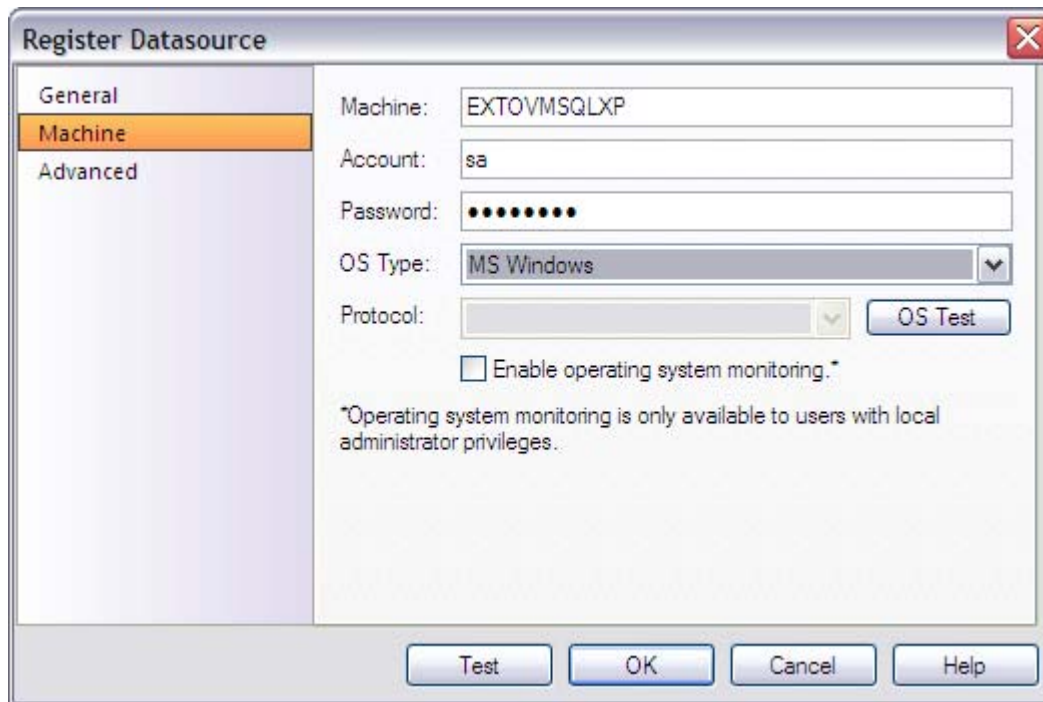 Register Datasource
General
Machine
Advanced
Machine: EXTOVMSQLXP
Account: sa
Password: ••••••••
OS Type: MS Windows
Protocol: OS Test
Enable operating system monitoring.*
*Operating system monitoring is only available to users with local
administrator privileges.
Test OK Cancel Help